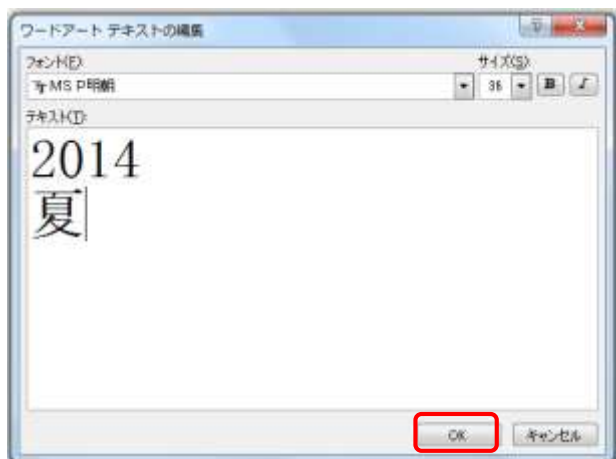 ワードアート テキストの編集
フォント(F):
サイズ(S):
MS P明朝
36
B
I
テキスト(T):
2014
夏
OK
キャンセル